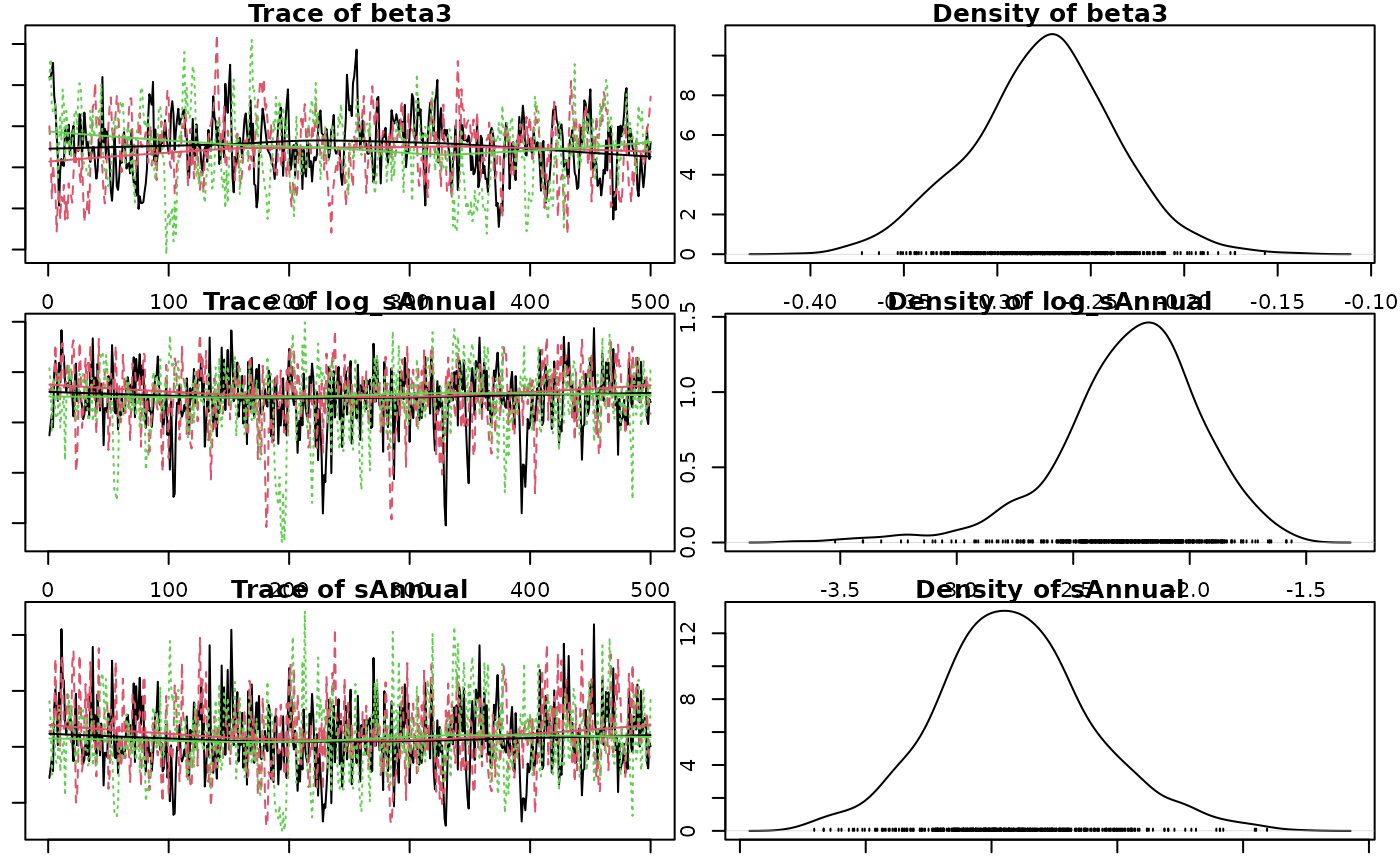 Trace of beta3 Density of beta3
8
6
4
2
0
0 100 200 300 400 500 -0.40 -0.35 -0.30 -0.25 -0.20 -0.15 -0.10
Trace of log_sAnnual Density of log_sAnnual
1.5
1.0
0.5
0.0
0 100 200 300 400 500 -3.5 -3.0 -2.5 -2.0 -1.5
Trace of sAnnual Density of sAnnual
12
8
4
0